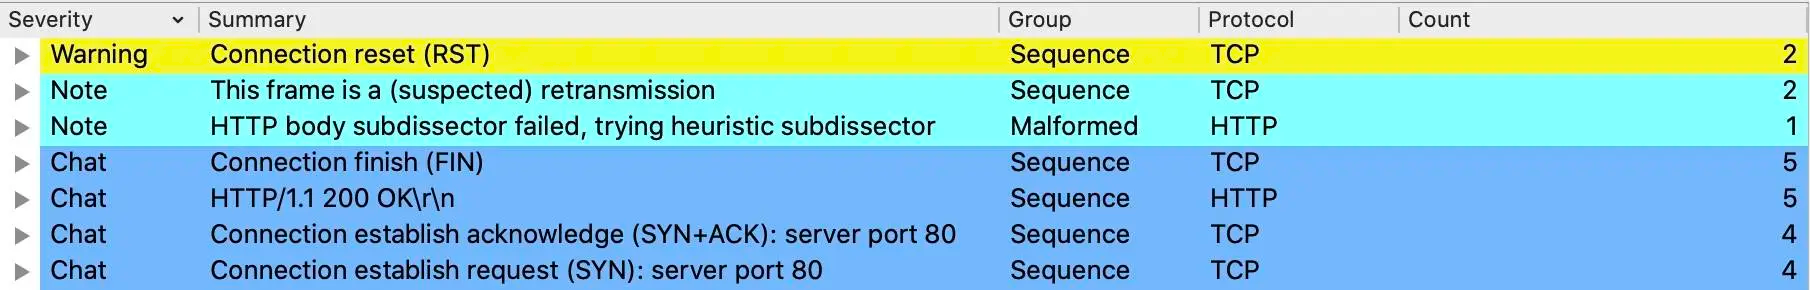 Severity Summary Group Protocol Count
Warning Connection reset (RST) Sequence TCP 2
Note This frame is a (suspected) retransmission Sequence TCP 2
Note HTTP body subdissector failed, trying heuristic subdissector Malformed HTTP 1
Chat Connection finish (FIN) Sequence TCP 5
Chat HTTP/1.1 200 OK\r\n Sequence HTTP 5
Chat Connection establish acknowledge (SYN+ACK): server port 80 Sequence TCP 4
Chat Connection establish request (SYN): server port 80 Sequence TCP 4